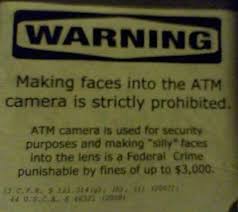 WARNING
Making faces into the ATM
camera is strictly prohibited.
ATM camera is used for security
purposes and making "silly" faces
into the lens is a Federal Crime
punishable by fines of up to $3,000.